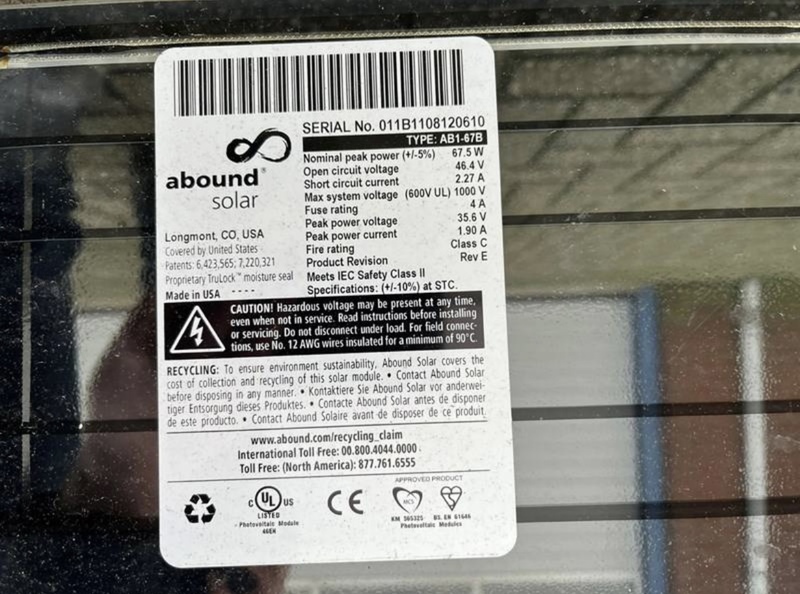 SERIAL No. 011B1108120610
TYPE: AB1-67B
Nominal peak power (+/-5%) 67.5 W
Open circuit voltage 46.4 V
Short circuit current 2.27 A
Max system voltage (600V UL) 1000 V
Fuse rating 4 A
Peak power voltage 35.6 V
Peak power current 1.90 A
Fire rating Class C
Product Revision Rev E
Meets IEC Safety Class II
Specifications: (+/-10%) at STC.
abound®
solar
Longmont, CO, USA
Covered by United States
Patents: 6,423,565; 7,220,321
Proprietary TruLock™ moisture seal
Made in USA - - - -
CAUTION! Hazardous voltage may be present at any time,
even when not in service. Read instructions before installing
or servicing. Do not disconnect under load. For field connec-
tions, use No. 12 AWG wires insulated for a minimum of 90°C.
RECYCLING: To ensure environment sustainability, Abound Solar covers the
cost of collection and recycling of this solar module. • Contact Abound Solar
before disposing in any manner. • Kontaktiere Sie Abound Solar vor anderwei-
tiger Entsorgung dieses Produktes. • Contacte Abound Solar antes de disponer
de este producto. • Contact Abound Solaire avant de disposer de ce produit.
www.abound.com/recycling_claim
International Toll Free: 00.800.4044.0000
Toll Free: (North America): 877.761.6555
C UL US
LISTED
Photovoltaic Module
46EN
CE
APPROVED PRODUCT
MCS
KM 565325 BS EN 61646
Photovoltaic Modules